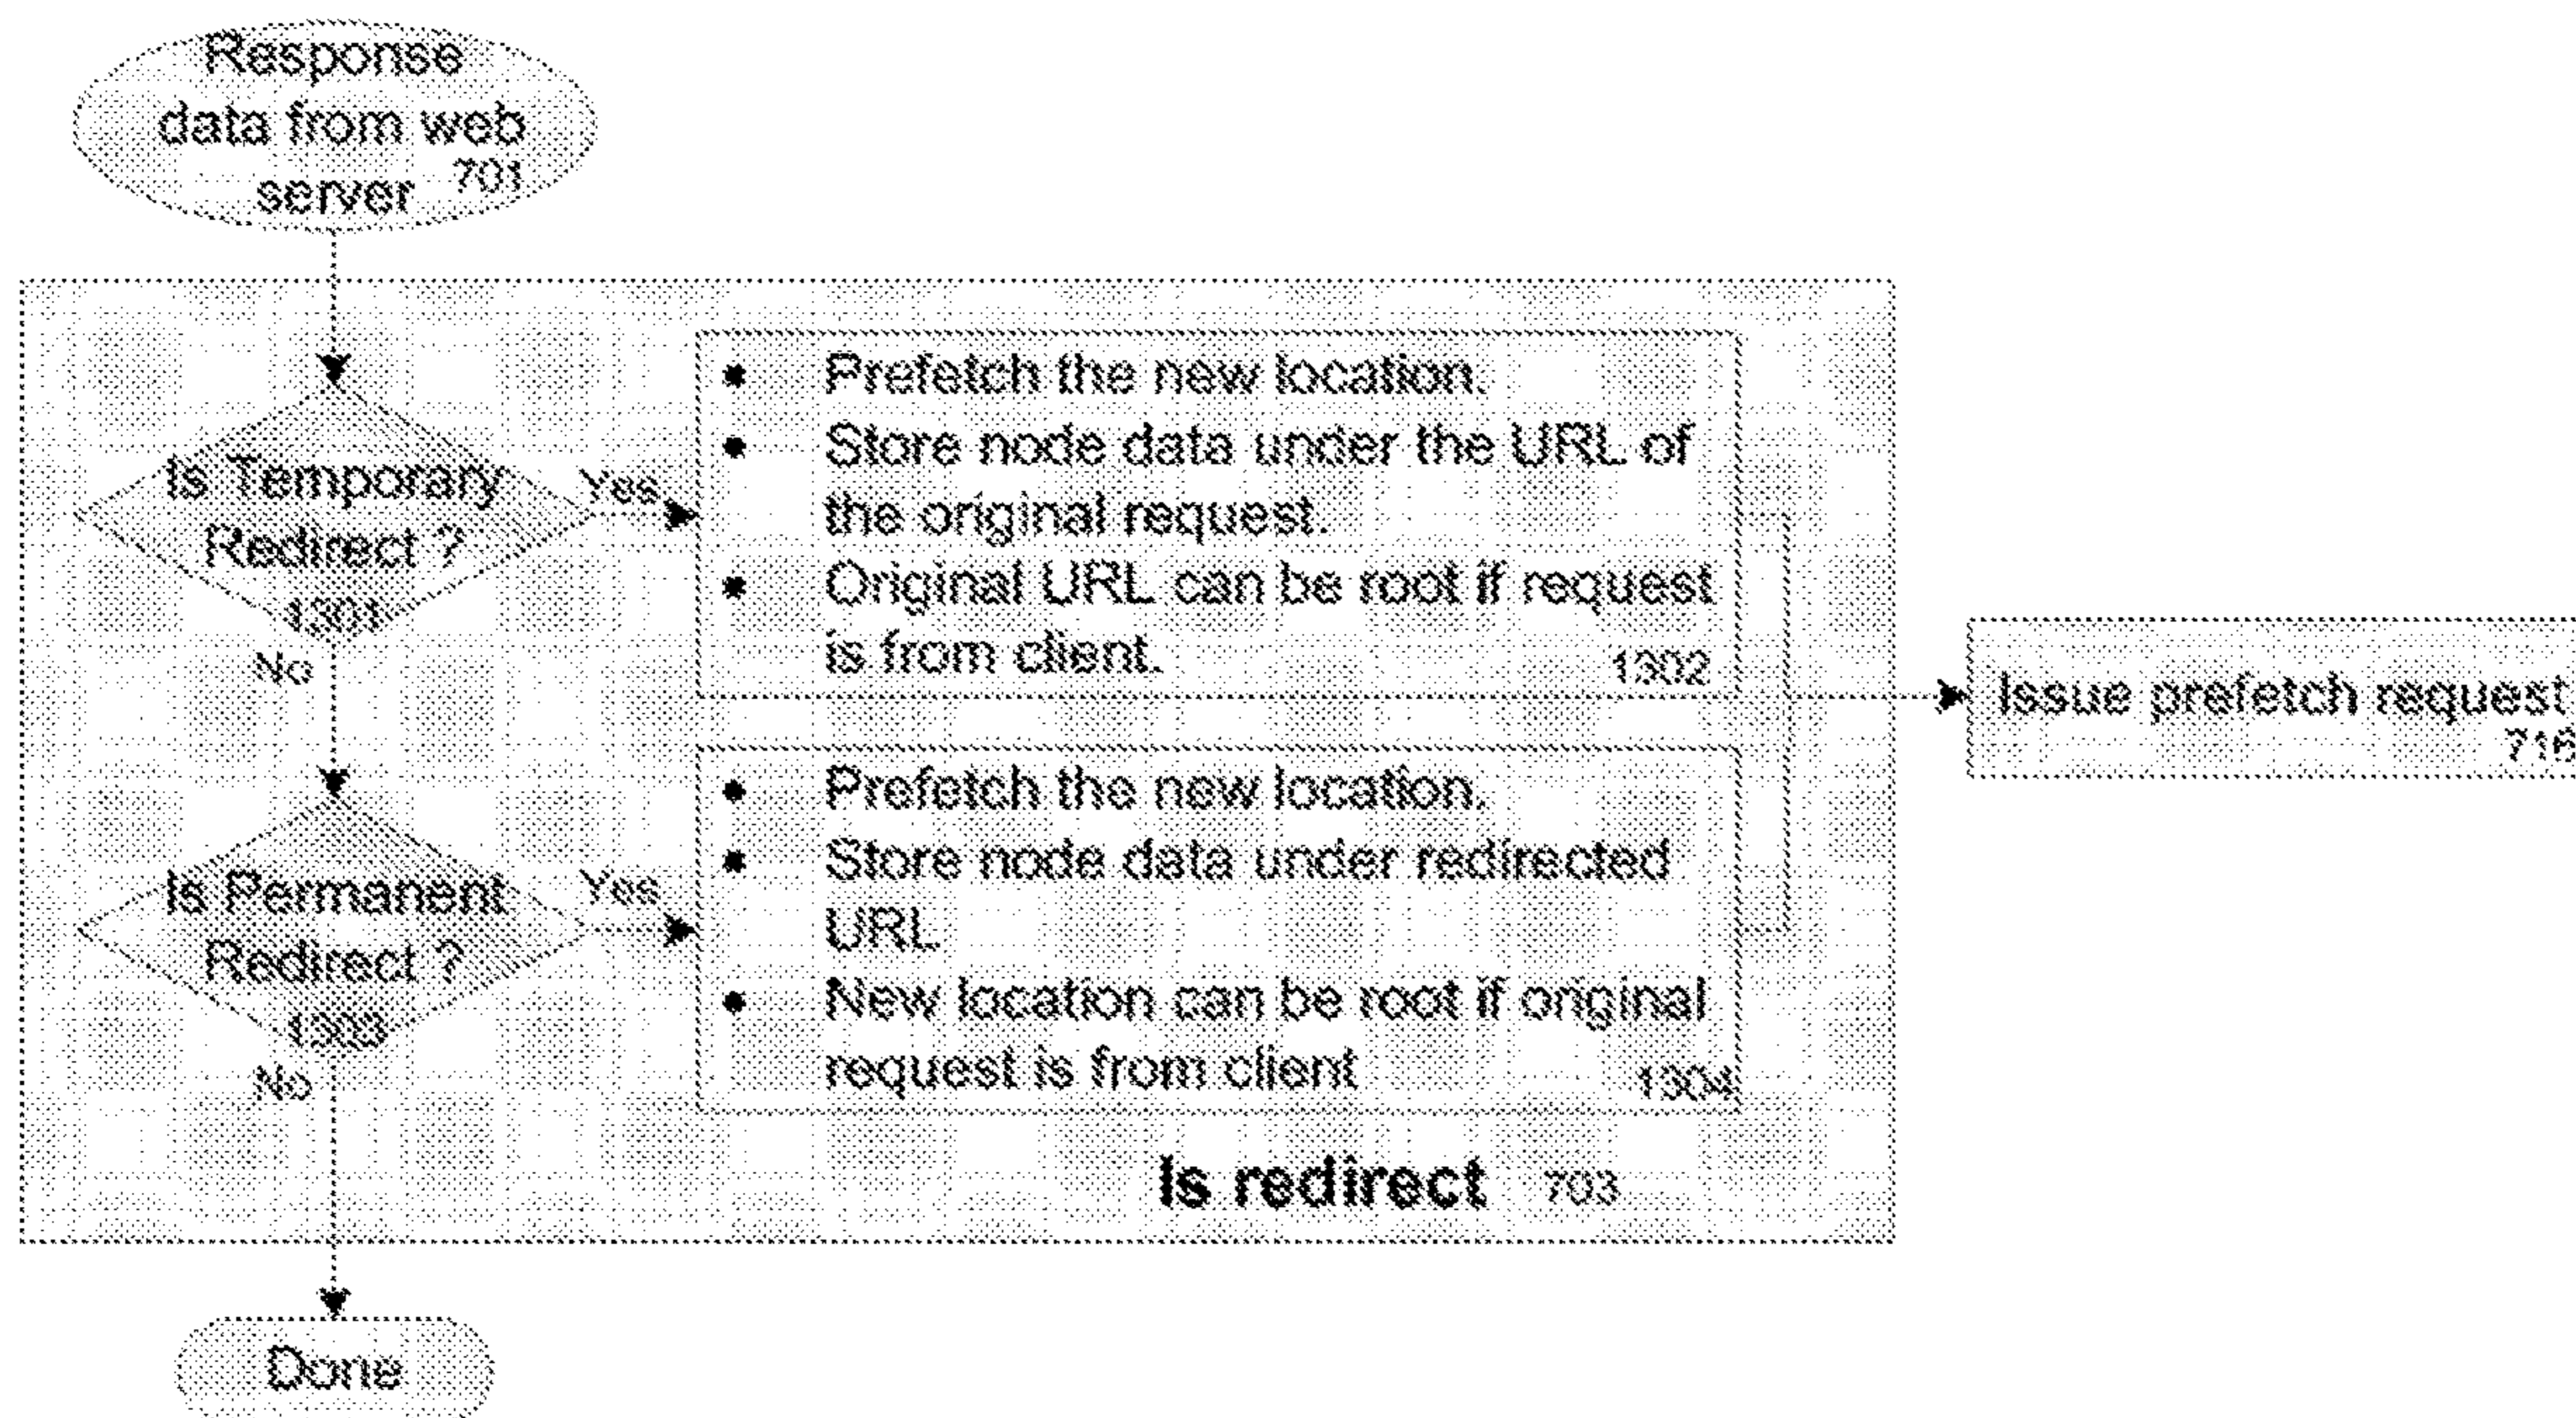 Response
data from web
server 701
Is Temporary
Redirect ?
1301
Yes
No
• Prefetch the new location.
• Store node data under the URL of
the original request.
• Original URL can be root if request
is from client.
1302
Issue prefetch request
716
Is Permanent
Redirect ?
1303
Yes
No
• Prefetch the new location.
• Store node data under redirected
URL
• New location can be root if original
request is from client
1304
Is redirect 703
Done